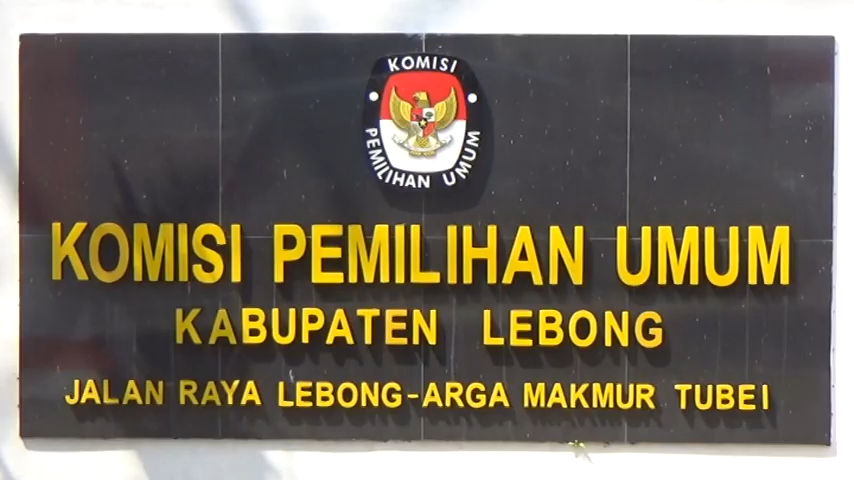 KOMISI
PEMILIHAN UMUM
KOMISI PEMILIHAN UMUM
KABUPATEN LEBONG
JALAN RAYA LEBONG-ARGA MAKMUR TUBEI